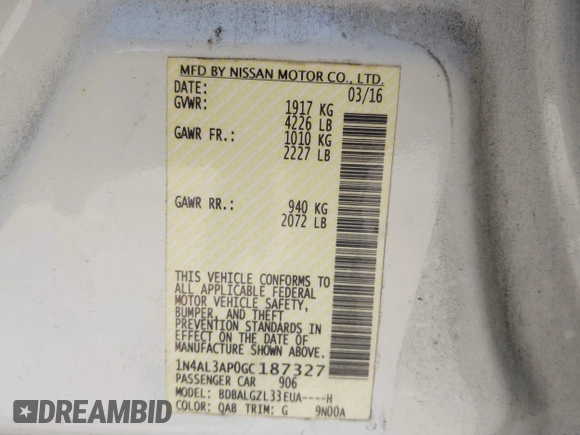 MFD BY NISSAN MOTOR CO., LTD.
DATE: 03/16
GVWR: 1917 KG
4226 LB
GAWR FR.: 1010 KG
2227 LB
GAWR RR.: 940 KG
2072 LB
THIS VEHICLE CONFORMS TO
ALL APPLICABLE FEDERAL
MOTOR VEHICLE SAFETY,
BUMPER, AND THEFT
PREVENTION STANDARDS IN
EFFECT ON THE DATE OF
MANUFACTURE SHOWN ABOVE.
1N4AL3AP0GC187327
PASSENGER CAR 906
MODEL: BDBALGZL33EUA----H
COLOR: QAB TRIM: G 9N00A
DREAMBID